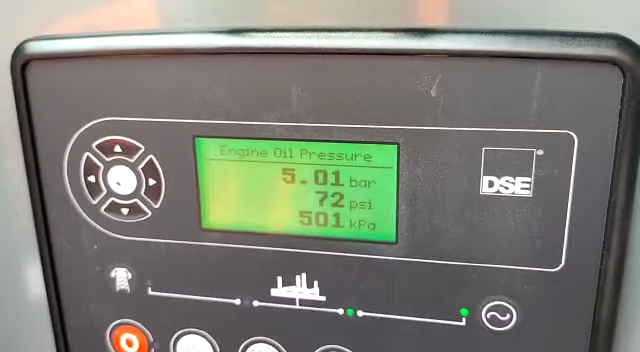 Engine Oil Pressure
5.01 bar
72 psi
501 kPa
DSE